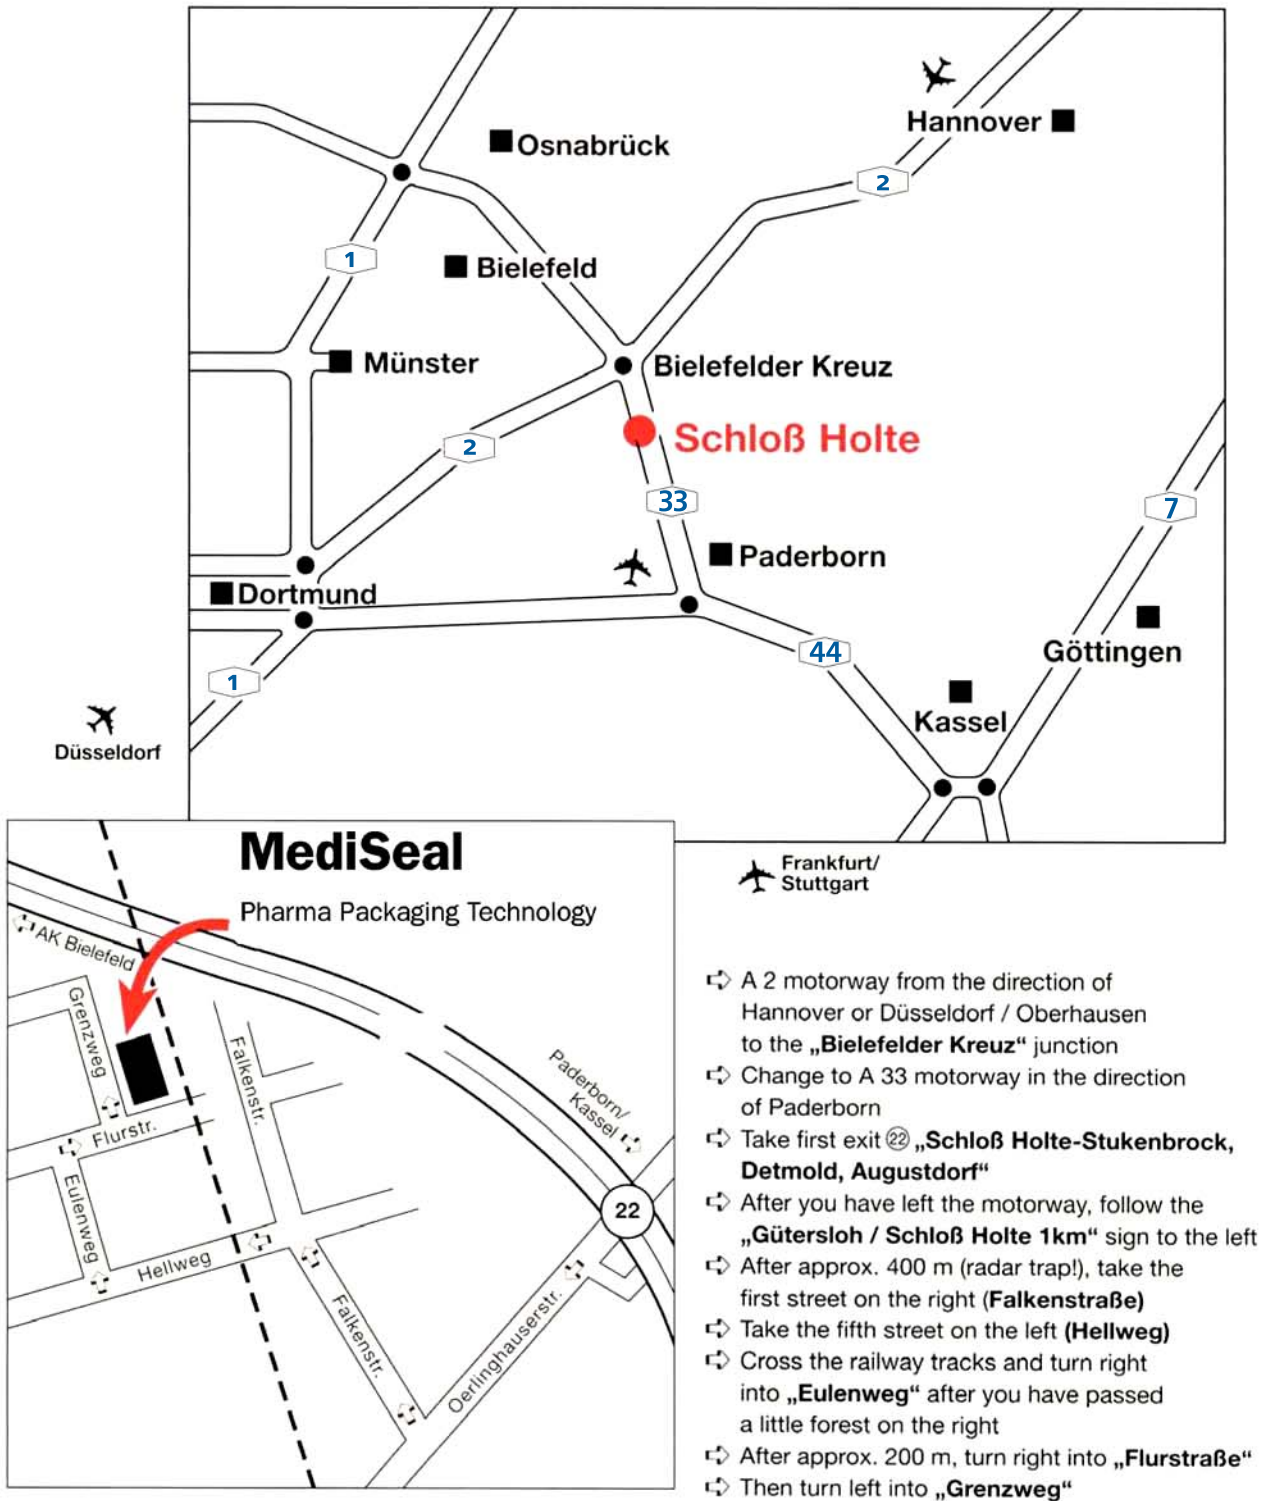 Osnabrück
Hannover
2
1
Bielefeld
Münster
Bielefelder Kreuz
Schloß Holte
2
33
7
Paderborn
Dortmund
44
Göttingen
1
Kassel
Düsseldorf
MediSeal
Pharma Packaging Technology
Frankfurt/
Stuttgart
AK Bielefeld
Grenzweg
Falkenstr.
Flurstr.
Eulenweg
Hellweg
Falkenstr.
Oerlinghauserstr.
Paderborn/
Kassel
22
A 2 motorway from the direction of
Hannover or Düsseldorf / Oberhausen
to the „Bielefelder Kreuz“ junction
Change to A 33 motorway in the direction
of Paderborn
Take first exit ㉒ „Schloß Holte-Stukenbrock,
Detmold, Augustdorf“
After you have left the motorway, follow the
„Gütersloh / Schloß Holte 1km“ sign to the left
After approx. 400 m (radar trap!), take the
first street on the right (Falkenstraße)
Take the fifth street on the left (Hellweg)
Cross the railway tracks and turn right
into „Eulenweg“ after you have passed
a little forest on the right
After approx. 200 m, turn right into „Flurstraße“
Then turn left into „Grenzweg“